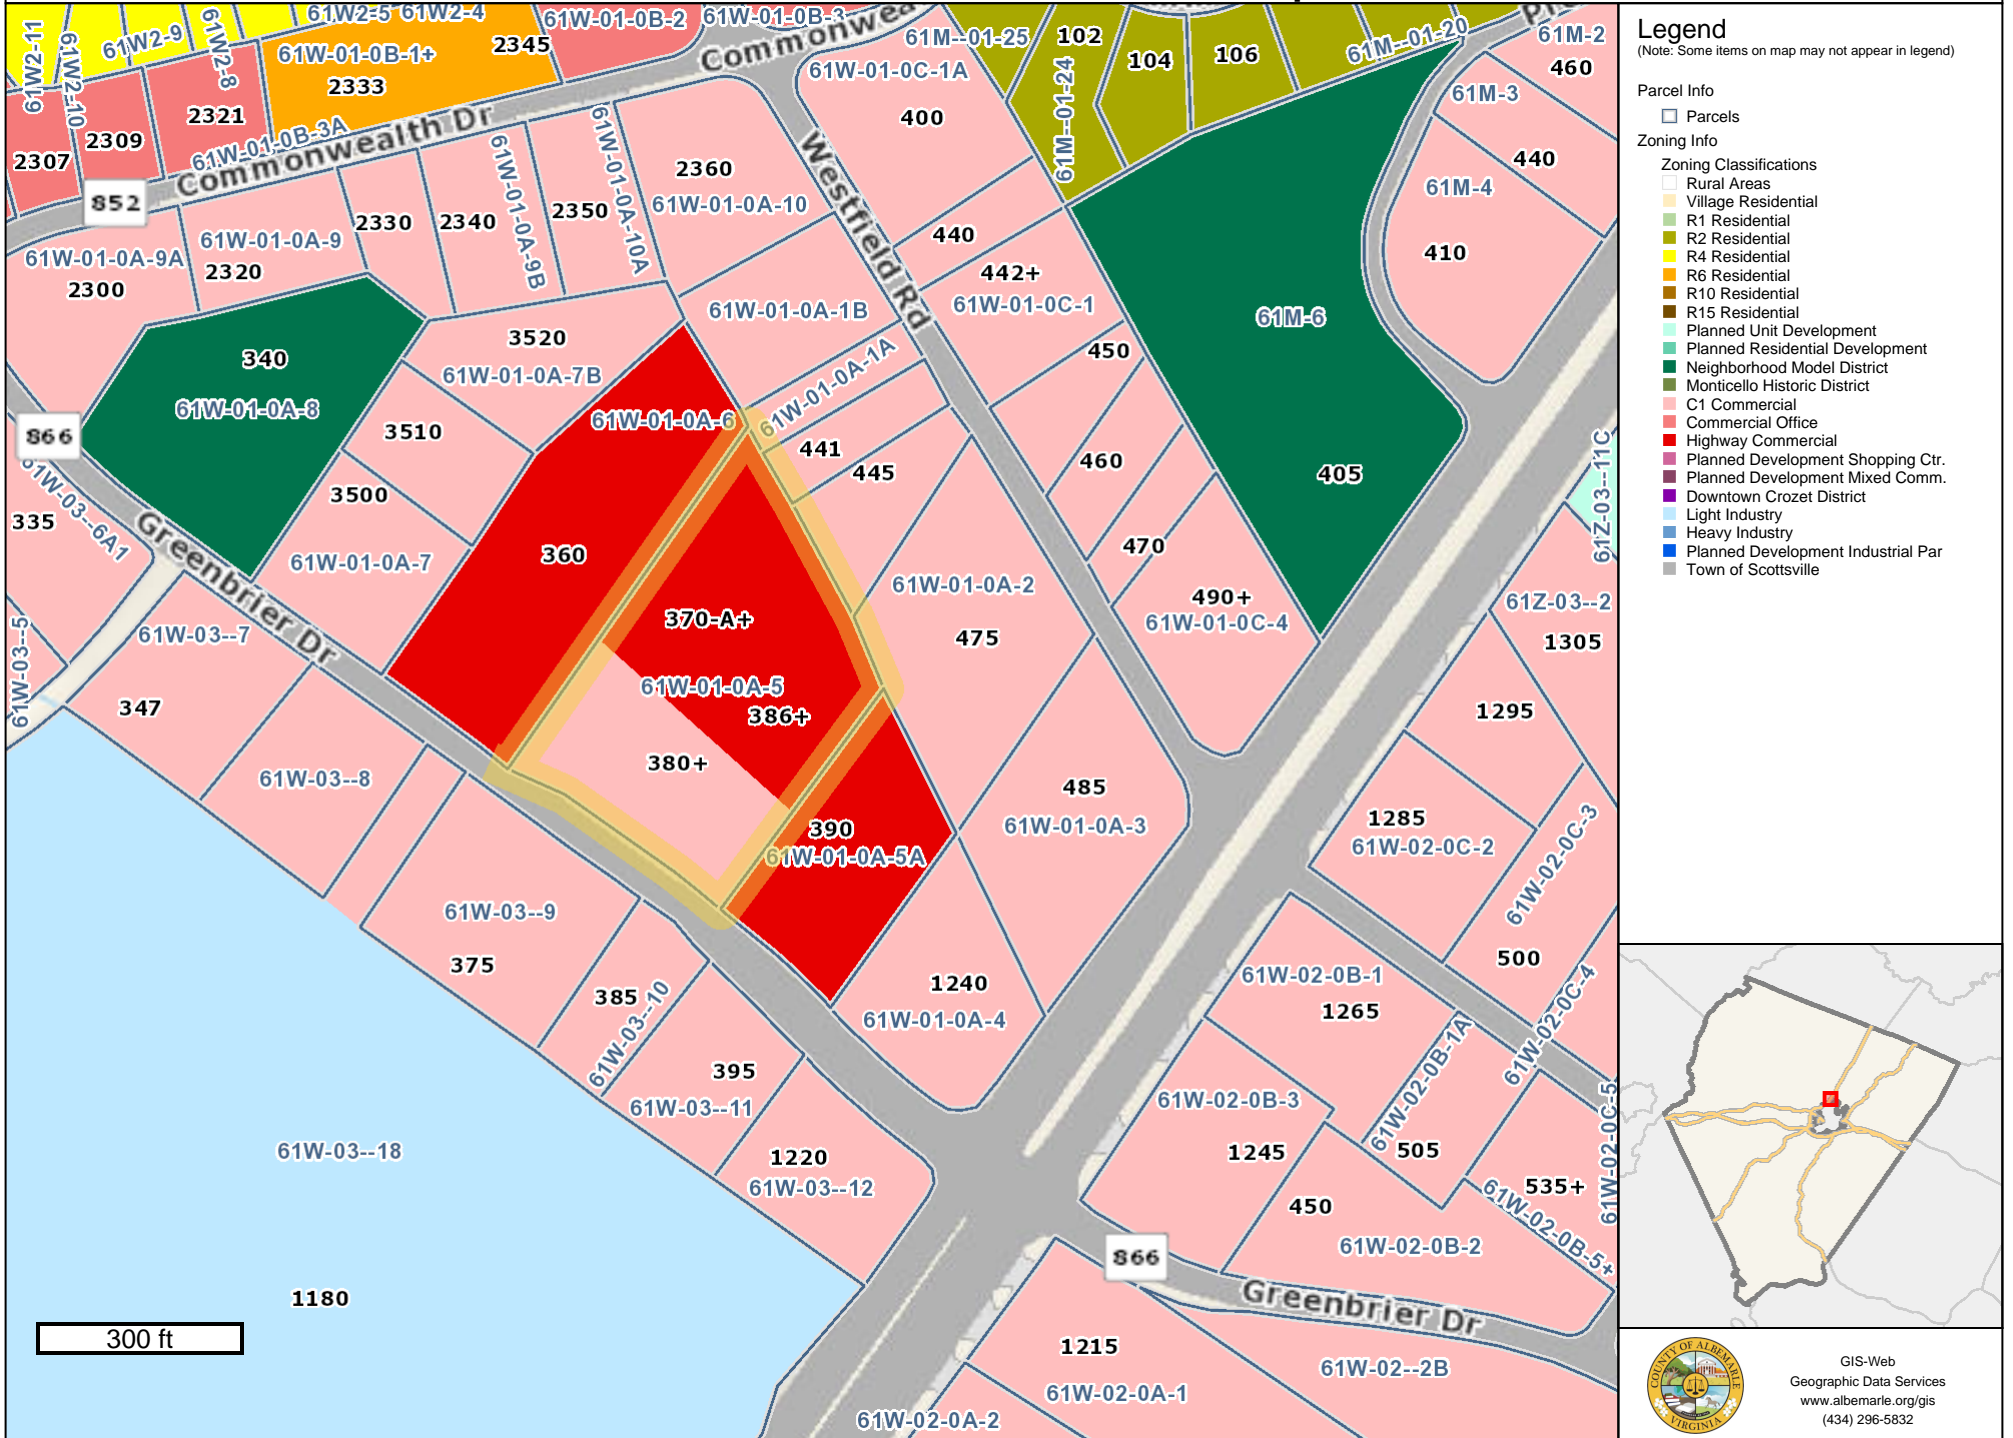 61W2-11
61W2-10
61W2-9
61W2-8
61W2-5
61W2-4
61W-01-0B-1+
2345
2333
61W-01-0B-2
61W-01-0B-3
2307
2309
2321
61W-01-0B-3A
Commonwealth Dr
852
Commonwea
61M--01-25
61W-01-0C-1A
400
102
104
106
61M--01-24
61M--01-20
61M-2
460
61M-3
440
61M-4
410
61W-01-0A-9A
2300
61W-01-0A-9
2320
2330
2340
61W-01-0A-9B
2350
61W-01-0A-10A
2360
61W-01-0A-10
Westfield Rd
440
442+
61W-01-0C-1
61W-01-0A-1B
61W-01-0A-1A
450
61M-6
405
340
61W-01-0A-8
866
3520
61W-01-0A-7B
3510
3500
61W-01-0A-7
61W-01-0A-6
360
441
445
460
470
490+
61W-01-0C-4
61W-01-0A-2
475
335
61W-03--6A1
Greenbrier Dr
61W-03--5
61W-03--7
347
61W-03--8
370-A+
61W-01-0A-5
386+
380+
390
61W-01-0A-5A
485
61W-01-0A-3
61Z-03--11C
61Z-03--2
1305
1295
1285
61W-02-0C-2
61W-02-0C-3
500
61W-02-0C-4
61W-02-0C-5
61W-03--9
375
385
61W-03--10
395
61W-03--11
1220
61W-03--12
1240
61W-01-0A-4
61W-02-0B-1
1265
61W-02-0B-1A
61W-02-0B-3
1245
505
450
61W-02-0B-2
535+
61W-02-0B-5+
61W-03--18
1180
866
Greenbrier Dr
1215
61W-02-0A-1
61W-02--2B
61W-02-0A-2
300 ft
Legend
(Note: Some items on map may not appear in legend)
Parcel Info
Parcels
Zoning Info
Zoning Classifications
Rural Areas
Village Residential
R1 Residential
R2 Residential
R4 Residential
R6 Residential
R10 Residential
R15 Residential
Planned Unit Development
Planned Residential Development
Neighborhood Model District
Monticello Historic District
C1 Commercial
Commercial Office
Highway Commercial
Planned Development Shopping Ctr.
Planned Development Mixed Comm.
Downtown Crozet District
Light Industry
Heavy Industry
Planned Development Industrial Par
Town of Scottsville
COUNTY OF ALBEMARLE
VIRGINIA
GIS-Web
Geographic Data Services
www.albemarle.org/gis
(434) 296-5832